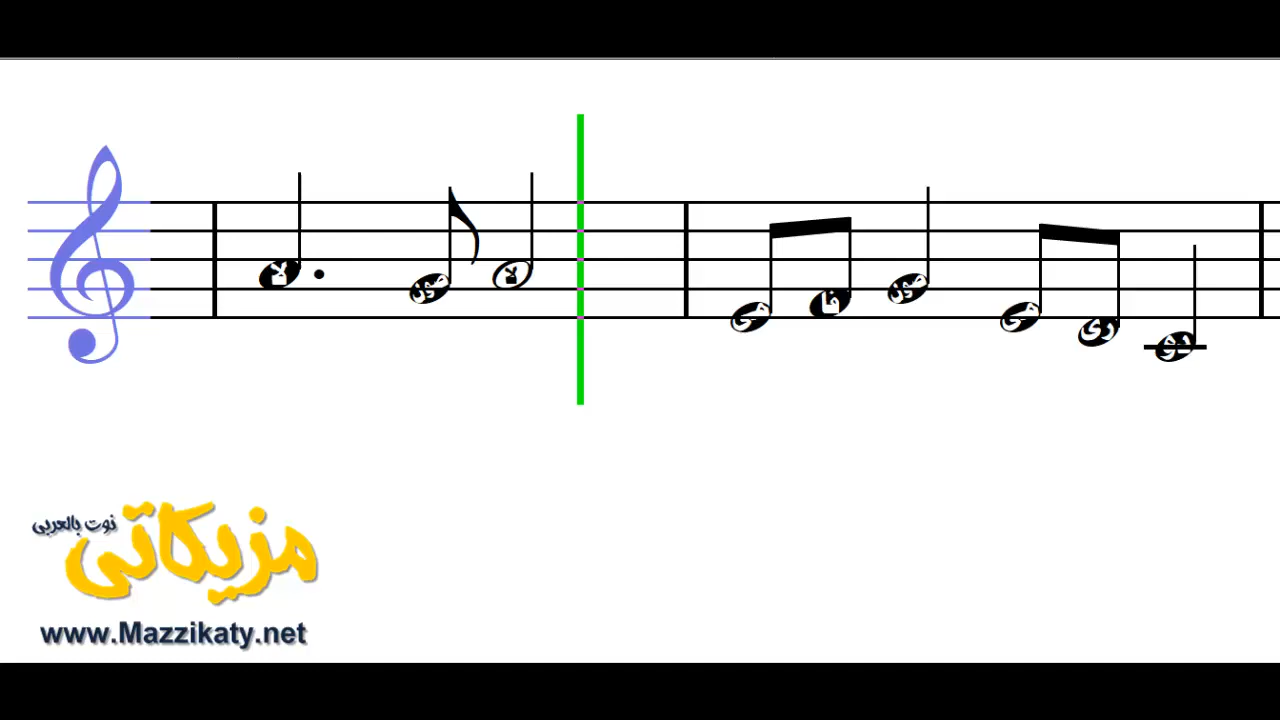 لا صول لا مي فا صول مي ري دو
نوت بالعربي
مزيكاتي
www.Mazzikaty.net